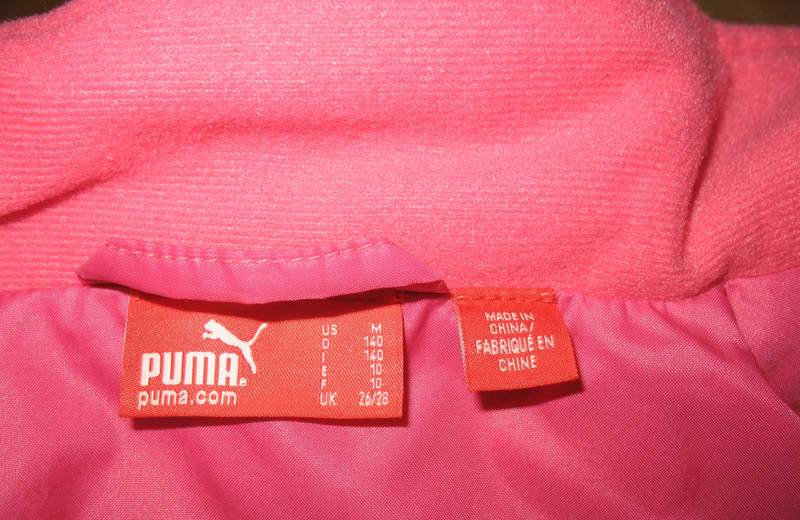 PUMA®
puma.com
US M
D 140
I 140
E 10
F 10
UK 26/28
MADE IN
CHINA/
FABRIQUÉ EN
CHINE